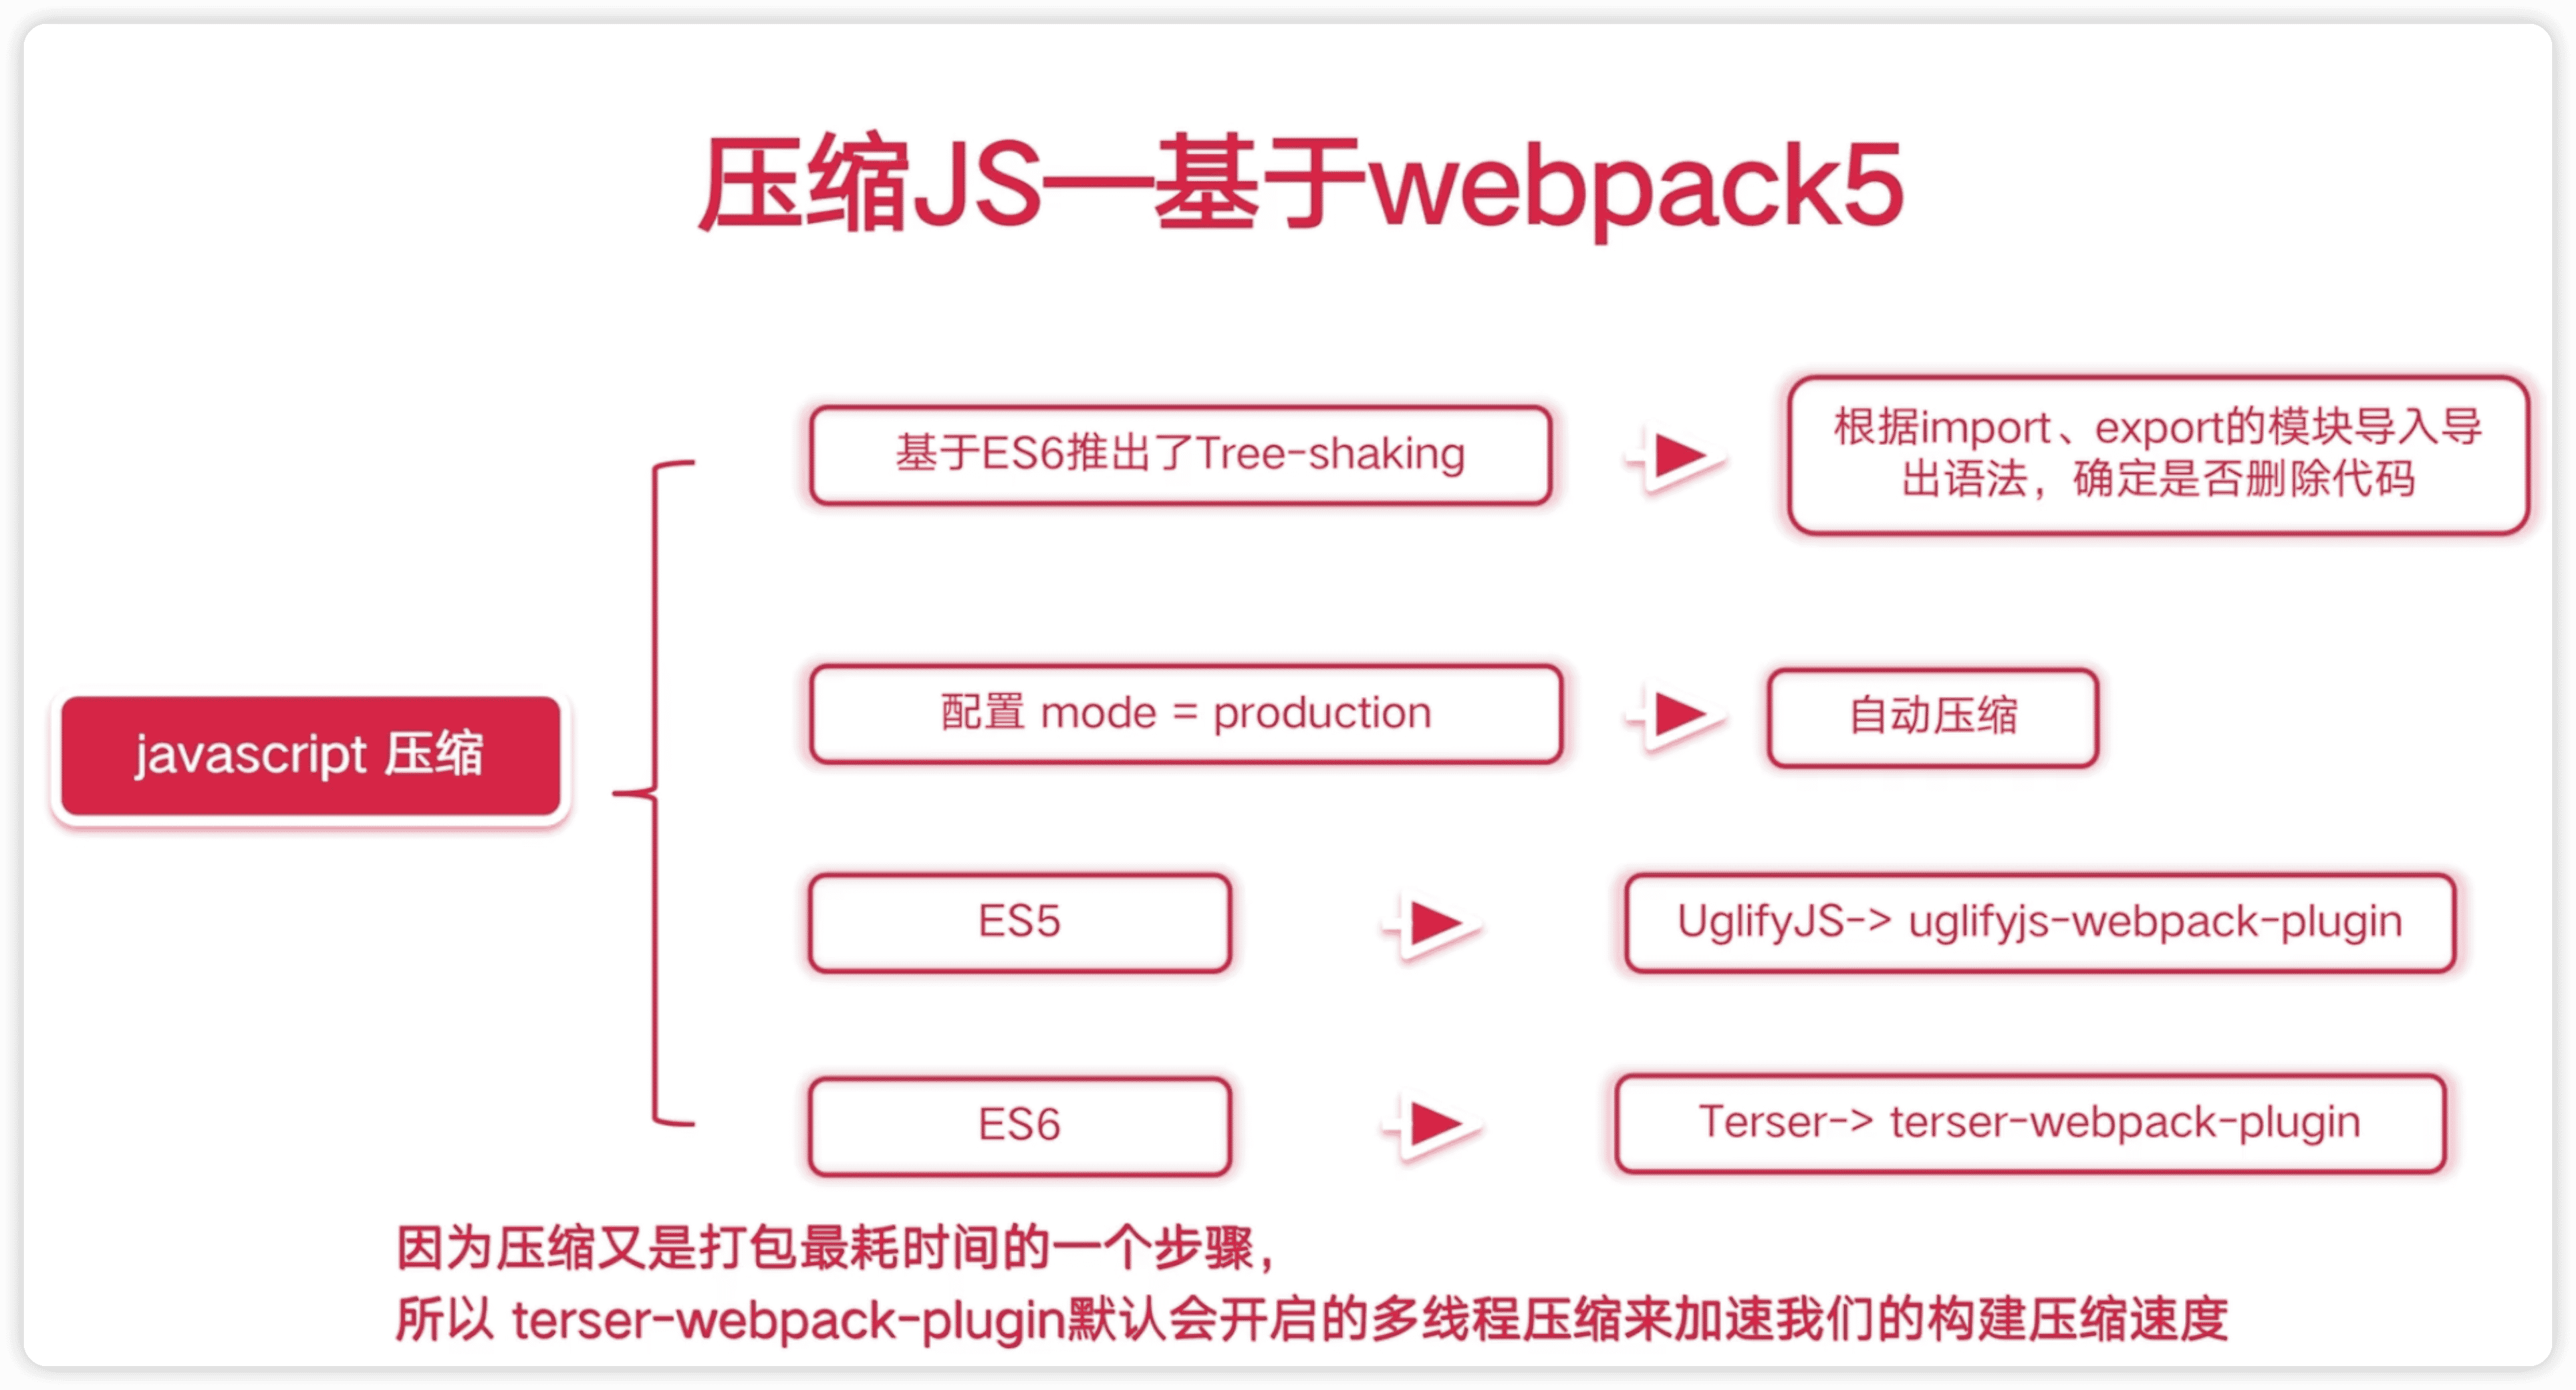 压缩JS—基于webpack5
基于ES6推出了Tree-shaking
根据import、export的模块导入导
出语法，确定是否删除代码
配置 mode = production
自动压缩
javascript 压缩
ES5
UglifyJS-> uglifyjs-webpack-plugin
ES6
Terser-> terser-webpack-plugin
因为压缩又是打包最耗时间的一个步骤，
所以 terser-webpack-plugin默认会开启的多线程压缩来加速我们的构建压缩速度